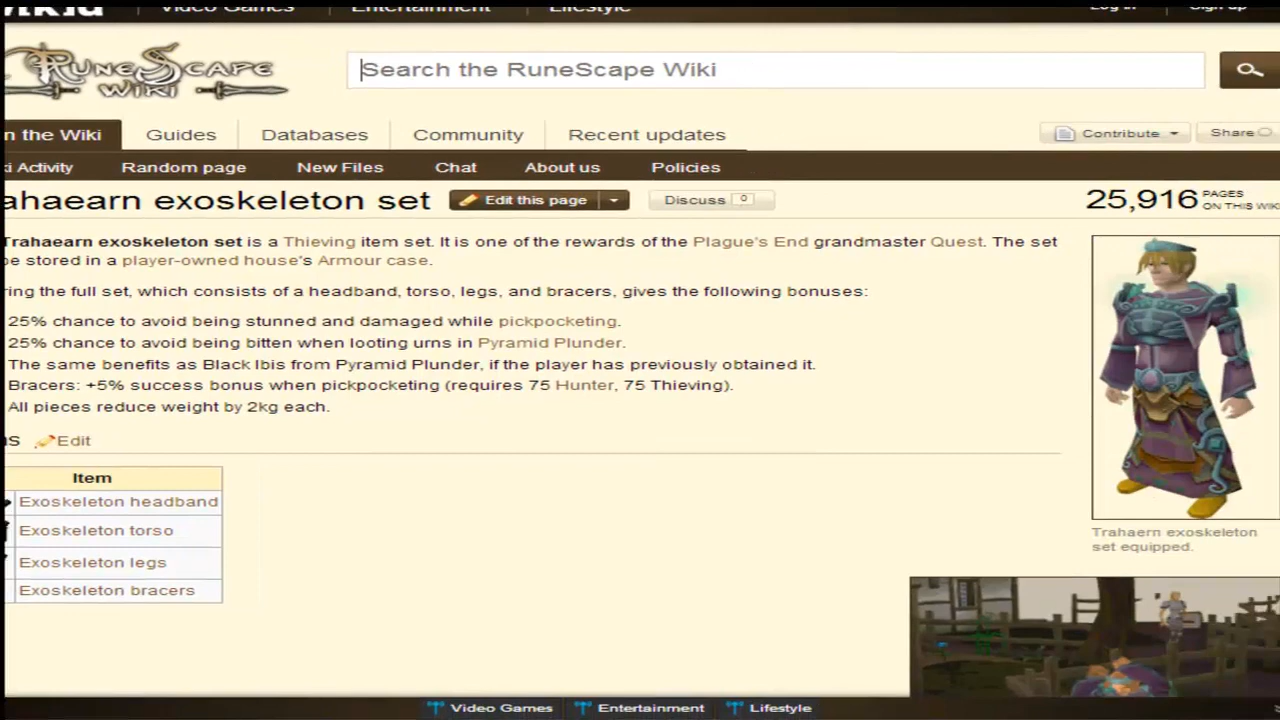 Video Games Entertainment Lifestyle Log in Sign up
RUNESCAPE
WIKI
Search the RuneScape Wiki
n the Wiki Guides Databases Community Recent updates Contribute Share
ki Activity Random page New Files Chat About us Policies
ahaearn exoskeleton set Edit this page Discuss 0 25,916 PAGES ON THIS WIK
Trahaearn exoskeleton set is a Thieving item set. It is one of the rewards of the Plague's End grandmaster Quest. The set
be stored in a player-owned house's Armour case.
ring the full set, which consists of a headband, torso, legs, and bracers, gives the following bonuses:
25% chance to avoid being stunned and damaged while pickpocketing.
25% chance to avoid being bitten when looting urns in Pyramid Plunder.
The same benefits as Black Ibis from Pyramid Plunder, if the player has previously obtained it.
Bracers: +5% success bonus when pickpocketing (requires 75 Hunter, 75 Thieving).
All pieces reduce weight by 2kg each.
ns Edit
Item
Exoskeleton headband
Exoskeleton torso
Exoskeleton legs
Exoskeleton bracers
Trahaern exoskeleton
set equipped.
Video Games Entertainment Lifestyle